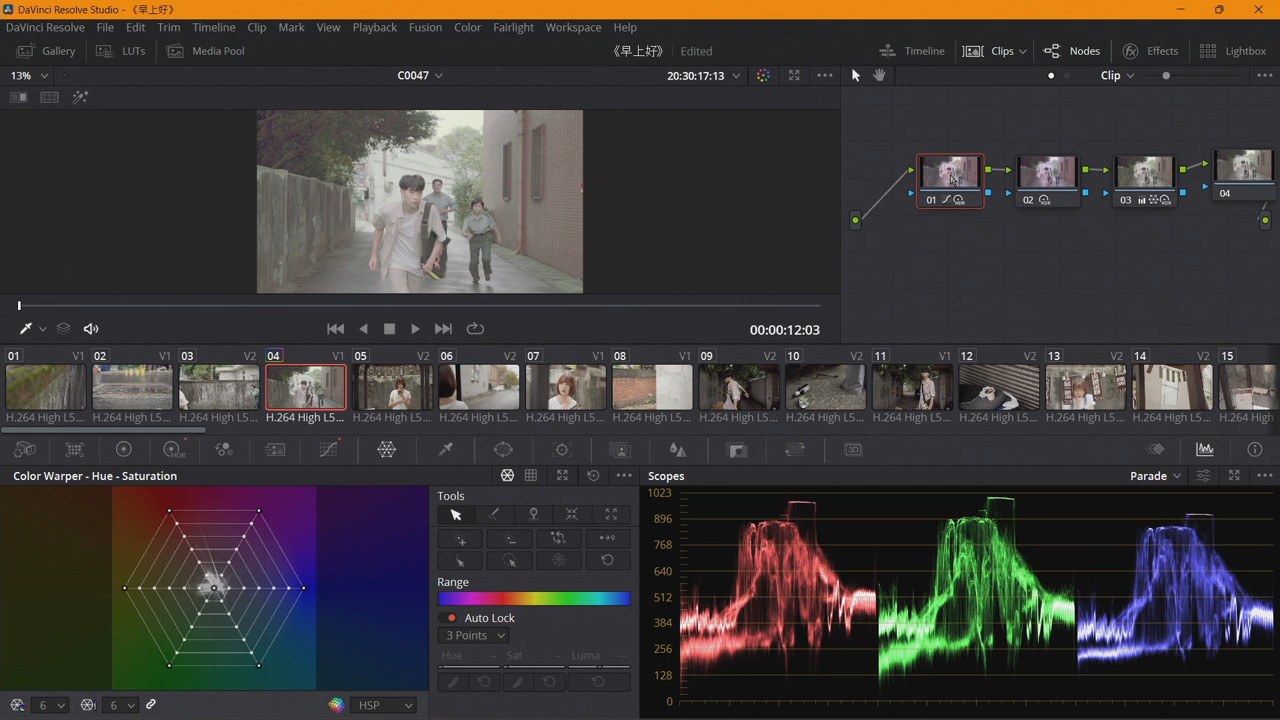 DaVinci Resolve Studio - 《早上好》
DaVinci Resolve File Edit Trim Timeline Clip Mark View Playback Fusion Color Fairlight Workspace Help
Gallery LUTs Media Pool 《早上好》 Edited Timeline Clips Nodes Effects Lightbox
13% C0047 20:30:17:13 Clip
01 02 03 04
HDR HDR HDR
00:00:12:03
01 V1 02 V1 03 V2 04 V1 05 V2 06 V2 07 V1 08 V1 09 V2 10 V2 11 V1 12 V2 13 V2 14 V2 15
H.264 High L5... H.264 High L5... H.264 High L5... H.264 High L5... H.264 High L5... H.264 High L5... H.264 High L5... H.264 High L5... H.264 High L5... H.264 High L5... H.264 High L5... H.264 High L5... H.264 High L5... H.264 High L5... H.264 High
HDR 3D
Color Warper - Hue - Saturation Scopes Parade
Tools
Range
Auto Lock
3 Points
Hue -- Sat -- Luma --
6 6 HSP
1023
896
768
640
512
384
256
128
0